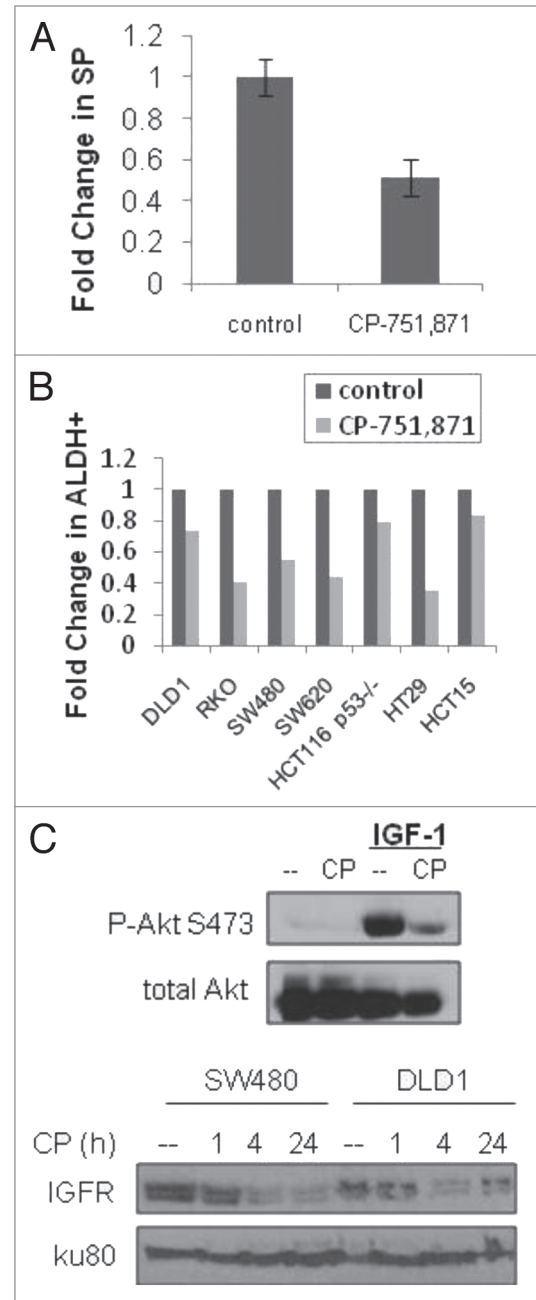 A
Fold Change in SP
1.2
1
0.8
0.6
0.4
0.2
0
control CP-751,871
B
control
CP-751,871
Fold Change in ALDH+
1.2
1
0.8
0.6
0.4
0.2
0
DLD1 RKO SW480 SW620 HCT116 p53-/- HT29 HCT15
C
IGF-1
-- CP -- CP
P-Akt S473
total Akt
SW480 DLD1
CP (h) -- 1 4 24 -- 1 4 24
IGFR
ku80